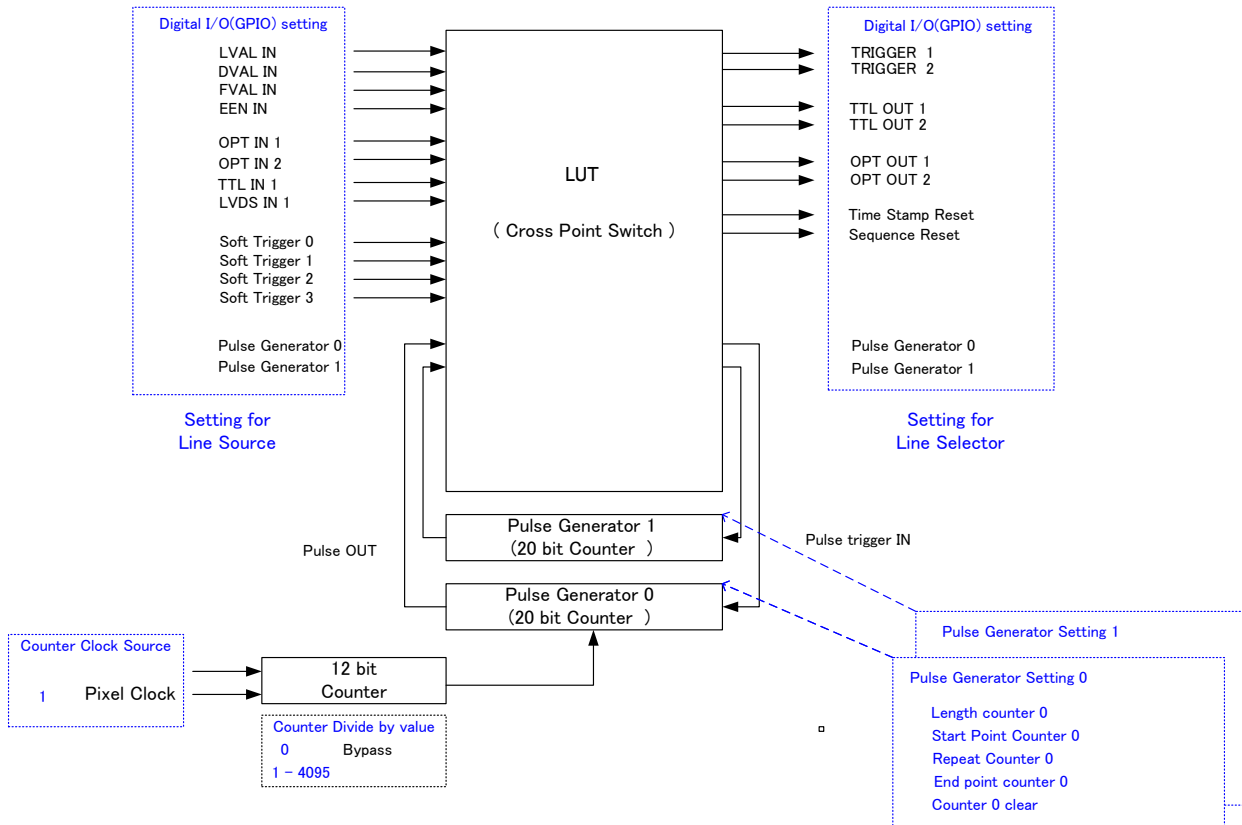 Digital I/O(GPIO) setting
LVAL IN
DVAL IN
FVAL IN
EEN IN
OPT IN 1
OPT IN 2
TTL IN 1
LVDS IN 1
Soft Trigger 0
Soft Trigger 1
Soft Trigger 2
Soft Trigger 3
Pulse Generator 0
Pulse Generator 1
Setting for
Line Source
LUT
( Cross Point Switch )
Digital I/O(GPIO) setting
TRIGGER 1
TRIGGER 2
TTL OUT 1
TTL OUT 2
OPT OUT 1
OPT OUT 2
Time Stamp Reset
Sequence Reset
Pulse Generator 0
Pulse Generator 1
Setting for
Line Selector
Pulse Generator 1
(20 bit Counter )
Pulse OUT
Pulse trigger IN
Pulse Generator 0
(20 bit Counter )
Counter Clock Source
1 Pixel Clock
12 bit
Counter
Counter Divide by value
0 Bypass
1 - 4095
Pulse Generator Setting 1
Pulse Generator Setting 0
Length counter 0
Start Point Counter 0
Repeat Counter 0
End point counter 0
Counter 0 clear